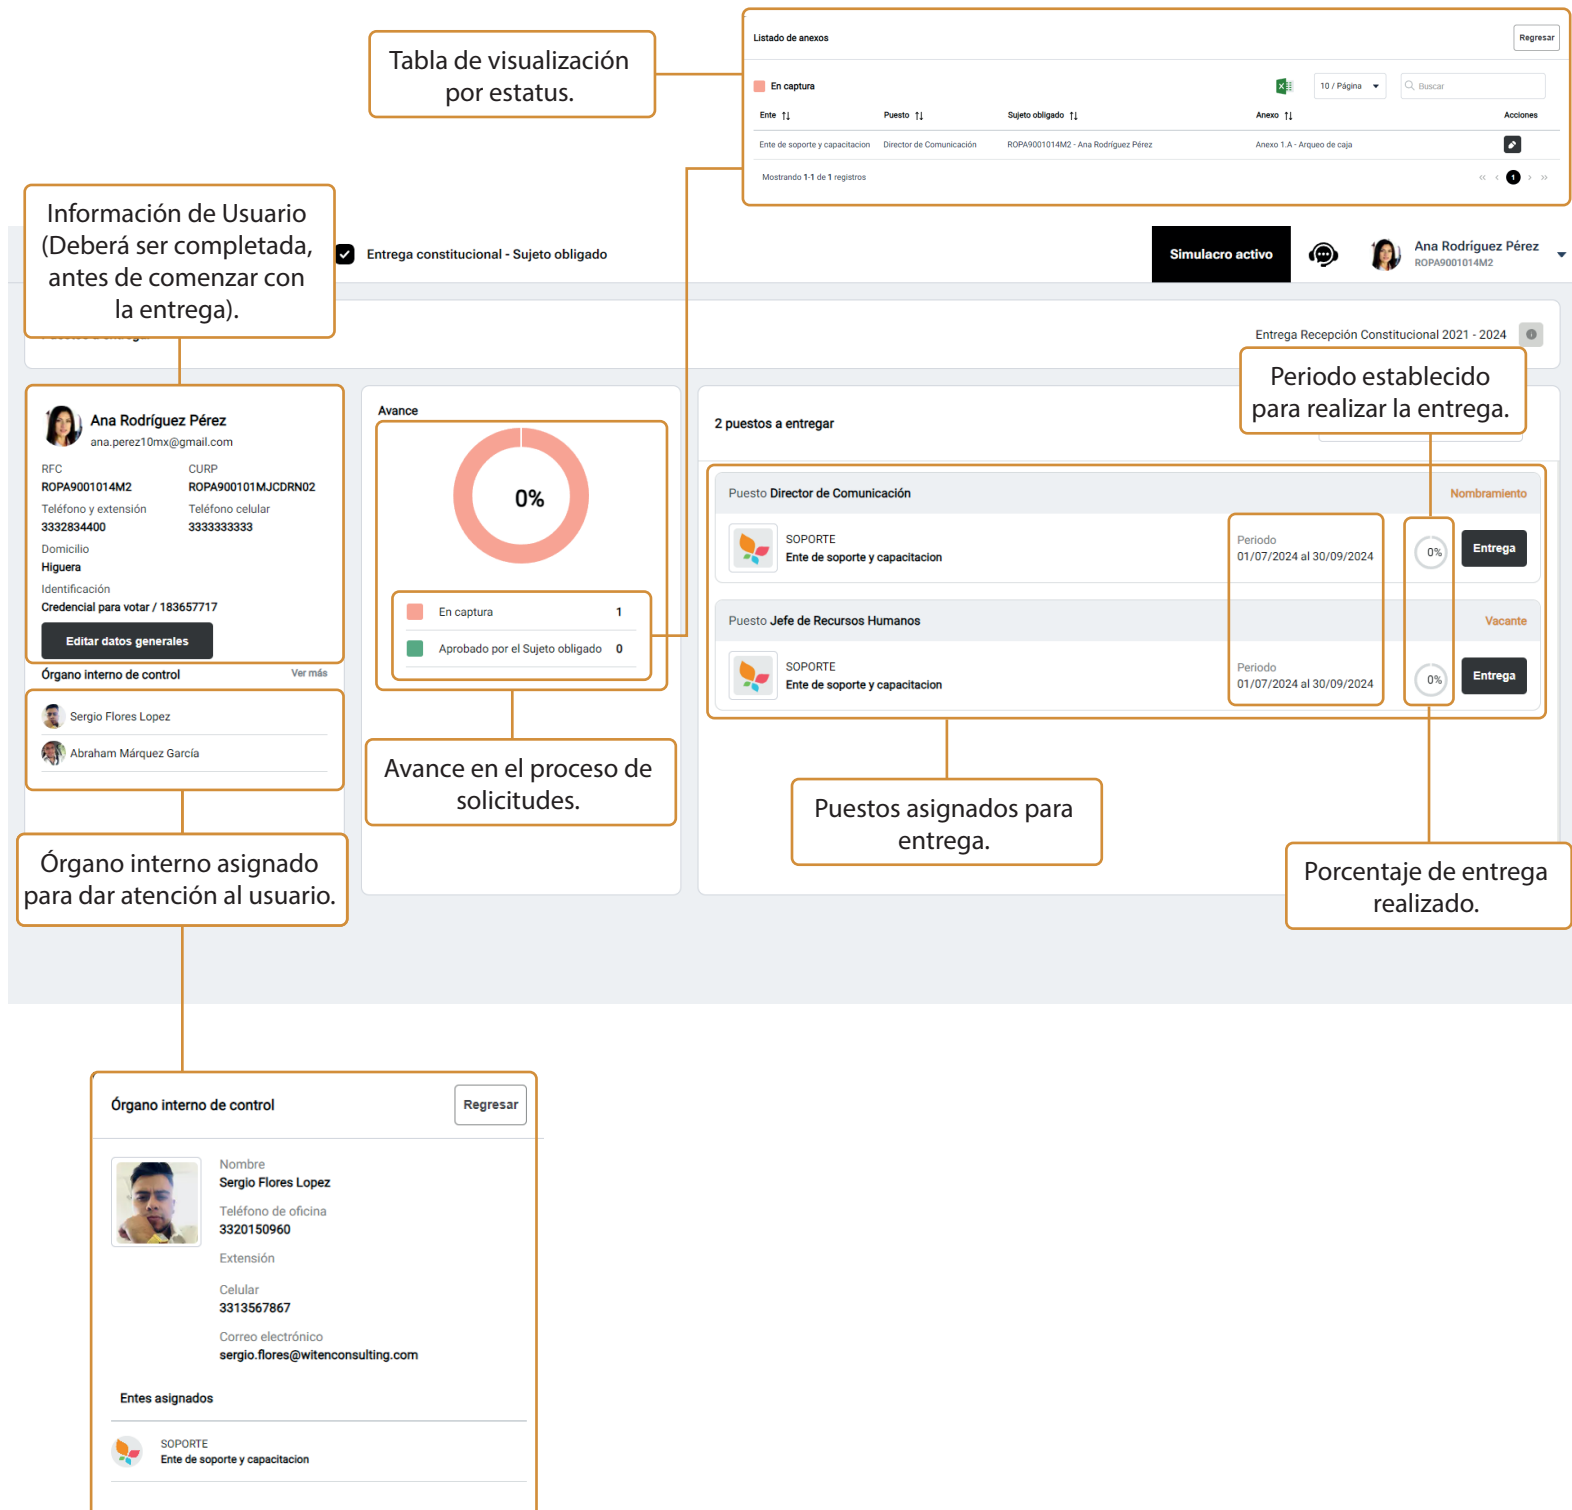 Tabla de visualización
por estatus.
Listado de anexos
Regresar
En captura
10 / Página
Buscar
Ente
Puesto
Sujeto obligado
Anexo
Acciones
Ente de soporte y capacitacion
Director de Comunicación
ROPA9001014M2 - Ana Rodríguez Pérez
Anexo 1.A - Arqueo de caja
Mostrando 1-1 de 1 registros
« ‹ 1 › »
Información de Usuario
(Deberá ser completada,
antes de comenzar con
la entrega).
Entrega constitucional - Sujeto obligado
Simulacro activo
Ana Rodríguez Pérez
ROPA9001014M2
Entrega Recepción Constitucional 2021 - 2024
Periodo establecido
para realizar la entrega.
Ana Rodríguez Pérez
ana.perez10mx@gmail.com
RFC
CURP
ROPA9001014M2
ROPA900101MJCDRN02
Teléfono y extensión
Teléfono celular
3332834400
3333333333
Domicilio
Higuera
Identificación
Credencial para votar / 183657717
Editar datos generales
Órgano interno de control
Ver más
Sergio Flores Lopez
Abraham Márquez García
Órgano interno asignado
para dar atención al usuario.
Avance
0%
En captura 1
Aprobado por el Sujeto obligado 0
Avance en el proceso de
solicitudes.
2 puestos a entregar
Puesto Director de Comunicación
Nombramiento
SOPORTE
Ente de soporte y capacitacion
Periodo
01/07/2024 al 30/09/2024
0%
Entrega
Puesto Jefe de Recursos Humanos
Vacante
SOPORTE
Ente de soporte y capacitacion
Periodo
01/07/2024 al 30/09/2024
0%
Entrega
Puestos asignados para
entrega.
Porcentaje de entrega
realizado.
Órgano interno de control
Regresar
Nombre
Sergio Flores Lopez
Teléfono de oficina
3320150960
Extensión
Celular
3313567867
Correo electrónico
sergio.flores@witenconsulting.com
Entes asignados
SOPORTE
Ente de soporte y capacitacion